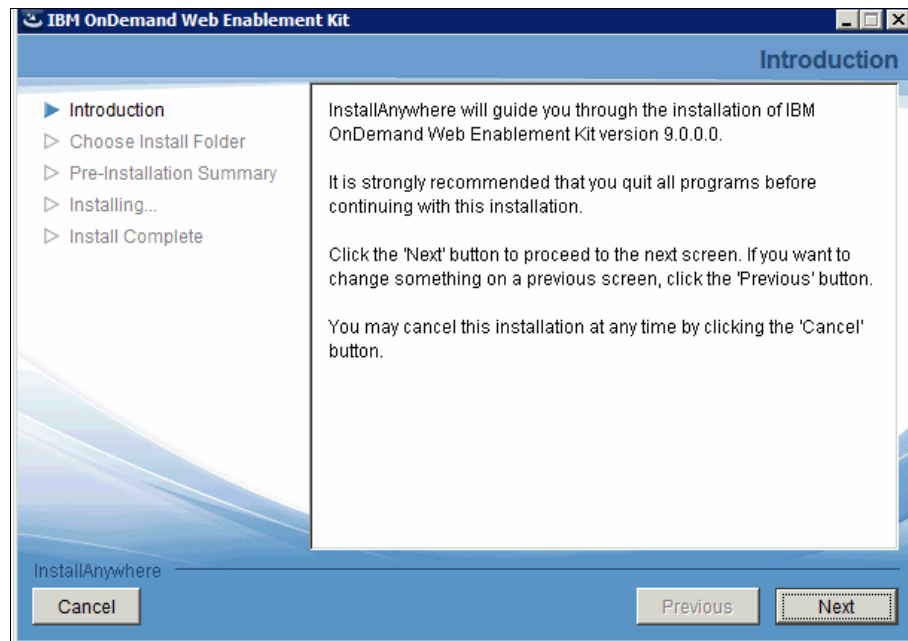 IBM OnDemand Web Enablement Kit
Introduction
Introduction
Choose Install Folder
Pre-Installation Summary
Installing...
Install Complete
InstallAnywhere will guide you through the installation of IBM
OnDemand Web Enablement Kit version 9.0.0.0.
It is strongly recommended that you quit all programs before
continuing with this installation.
Click the 'Next' button to proceed to the next screen. If you want to
change something on a previous screen, click the 'Previous' button.
You may cancel this installation at any time by clicking the 'Cancel'
button.
InstallAnywhere
Cancel
Previous
Next